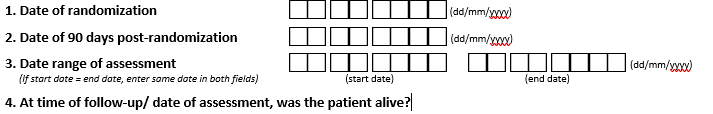 1. Date of randomization (dd/mm/yyyy)
2. Date of 90 days post-randomization (dd/mm/yyyy)
3. Date range of assessment (dd/mm/yyyy)
(If start date = end date, enter same date in both fields) (start date) (end date)
4. At time of follow-up/ date of assessment, was the patient alive?